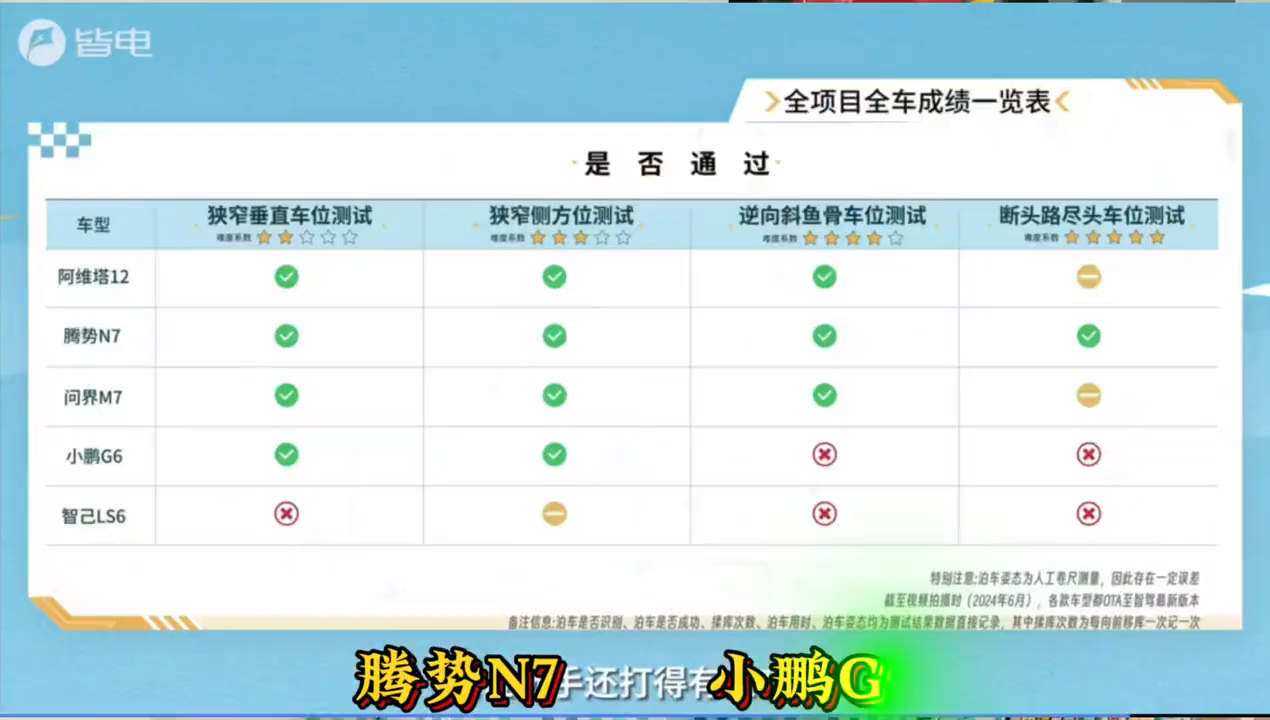 皆电
全项目全车成绩一览表
是否通过
车型
狭窄垂直车位测试
难度系数
狭窄侧方位测试
难度系数
逆向斜鱼骨车位测试
难度系数
断头路尽头车位测试
难度系数
阿维塔12
腾势N7
问界M7
小鹏G6
智己LS6
特别注意:泊车姿态为人工卷尺测量,因此存在一定误差
截至视频拍摄时(2024年6月),各款车型都OTA至智驾最新版本
备注信息:泊车是否识别、泊车是否成功、揉库次数、泊车用时、泊车姿态均为测试结果数据直接记录,其中揉库次数为每向前移库一次记一次
腾势N7
手还打得有
小鹏G